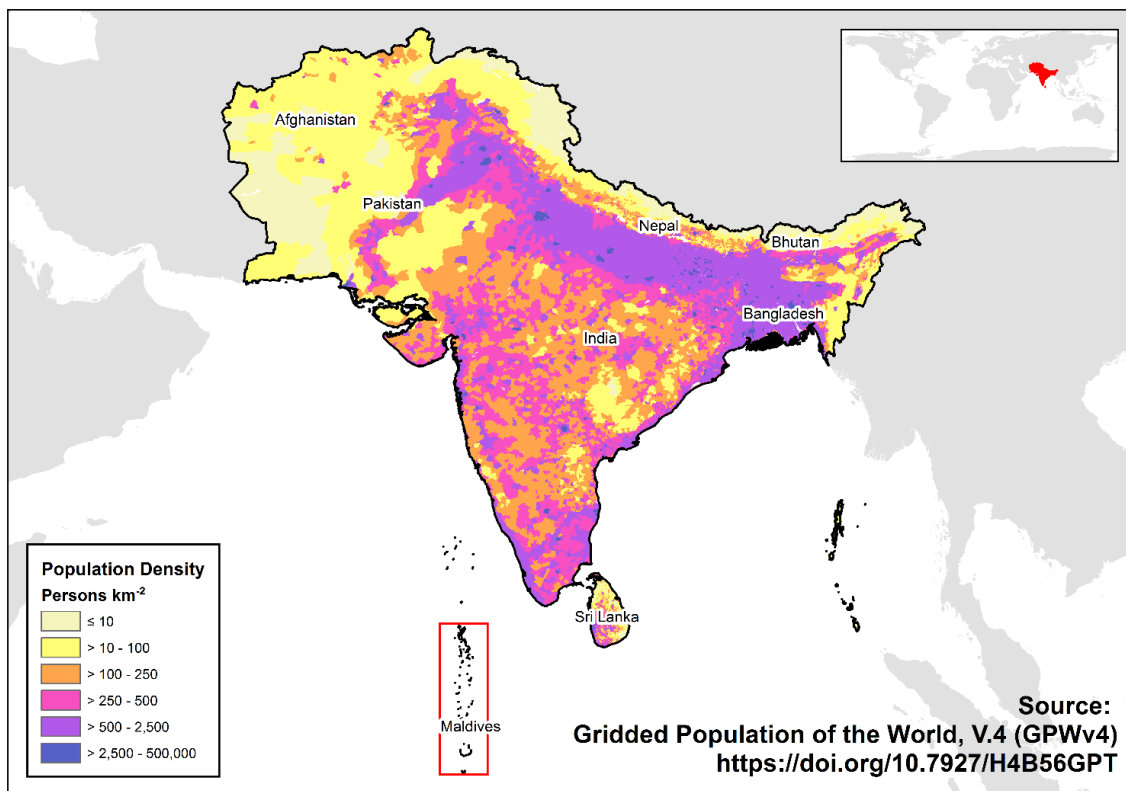 Afghanistan
Pakistan
Nepal
Bhutan
Bangladesh
India
Sri Lanka
Maldives
Population Density
Persons km⁻²
≤ 10
> 10 - 100
> 100 - 250
> 250 - 500
> 500 - 2,500
> 2,500 - 500,000
Source:
Gridded Population of the World, V.4 (GPWv4)
https://doi.org/10.7927/H4B56GPT